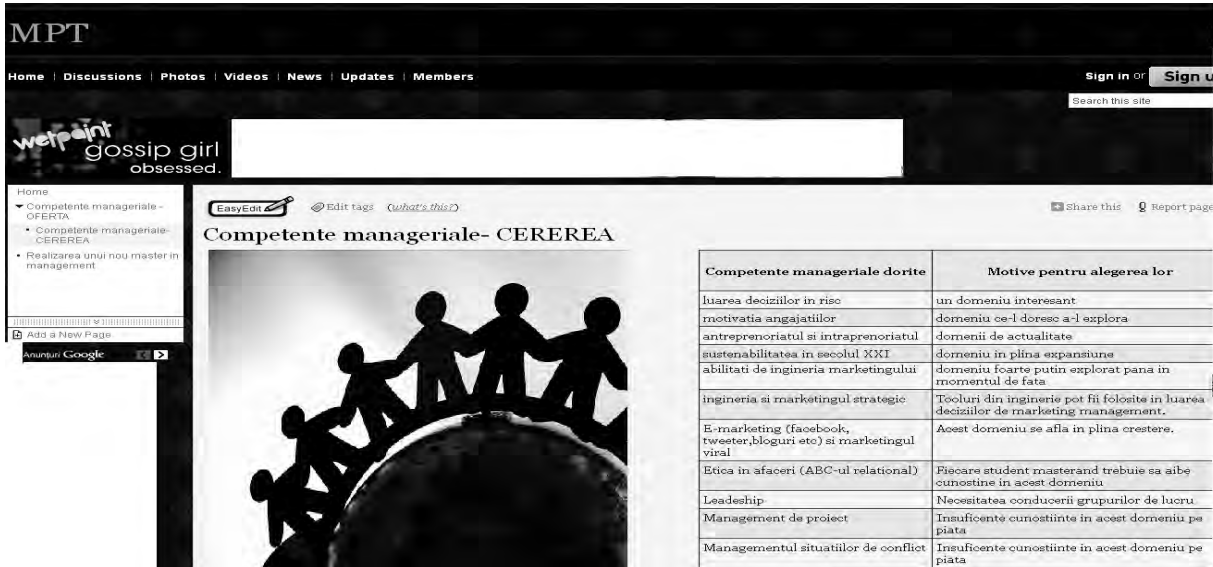 MPT
Home | Discussions | Photos | Videos | News | Updates | Members
Sign in or Sign u
Search this site
wetpaint
gossip girl
obsessed.
Home
Competente manageriale -
OFERTA
Competente manageriale-
CEREREA
Realizarea unui nou master in
management
Add a New Page
Anunțuri Google
EasyEdit Edit tags (what's this?)
Share this Report page
Competente manageriale- CEREREA
Competente manageriale dorite Motive pentru alegerea lor
luarea deciziilor in risc un domeniu interesant
motivatia angajatiilor domeniu ce-l doresc a-l explora
antreprenoriatul si intraprenoriatul domenii de actualitate
sustenabilitatea in secolul XXI domeniu in plina expansiune
abilitati de ingineria marketingului domeniu foarte putin explorat pana in
momentul de fata
ingineria si marketingul strategic Tooluri din inginerie pot fii folosite in luarea
deciziilor de marketing management.
E-marketing (facebook, Acest domeniu se afla in plina crestere.
tweeter,bloguri etc) si marketingul
viral
Etica in afaceri (ABC-ul relational) Fiecare student masterand trebuie sa aibe
cunostine in acest domeniu
Leadeship Necesitatea conducerii grupurilor de lucru
Management de proiect Insuficente cunostiinte in acest domeniu pe
piata
Managementul situatiilor de conflict Insuficente cunostiinte in acest domeniu pe
piata